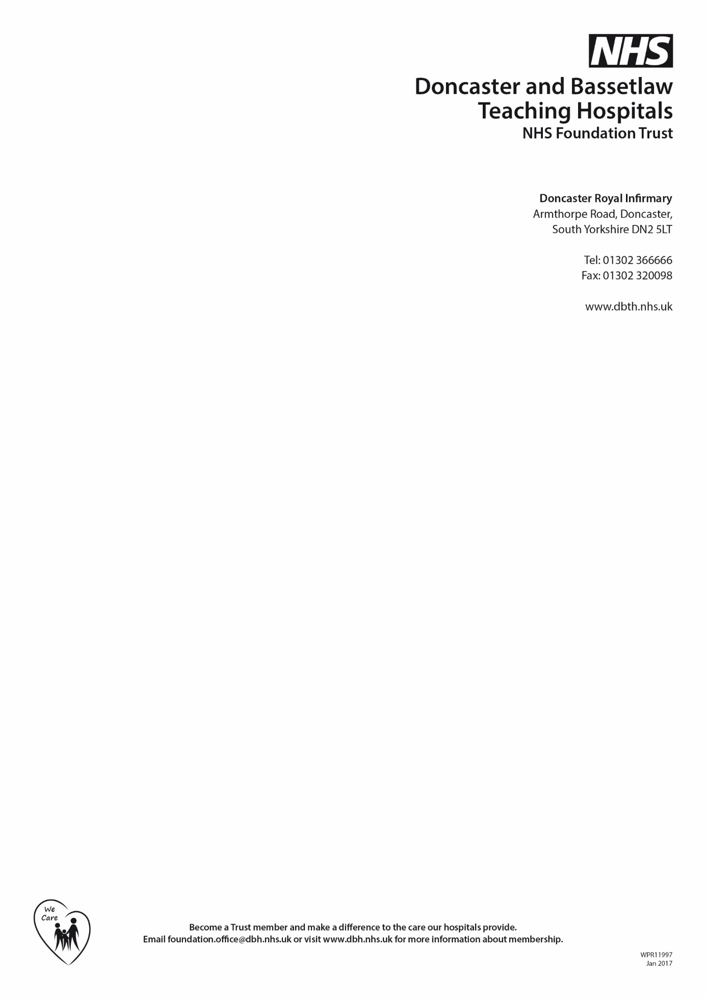 NHS
Doncaster and Bassetlaw
Teaching Hospitals
NHS Foundation Trust
Doncaster Royal Infirmary
Armthorpe Road, Doncaster,
South Yorkshire DN2 5LT
Tel: 01302 366666
Fax: 01302 320098
www.dbth.nhs.uk
We
Care
Become a Trust member and make a difference to the care our hospitals provide.
Email foundation.office@dbh.nhs.uk or visit www.dbh.nhs.uk for more information about membership.
WPR11997
Jan 2017